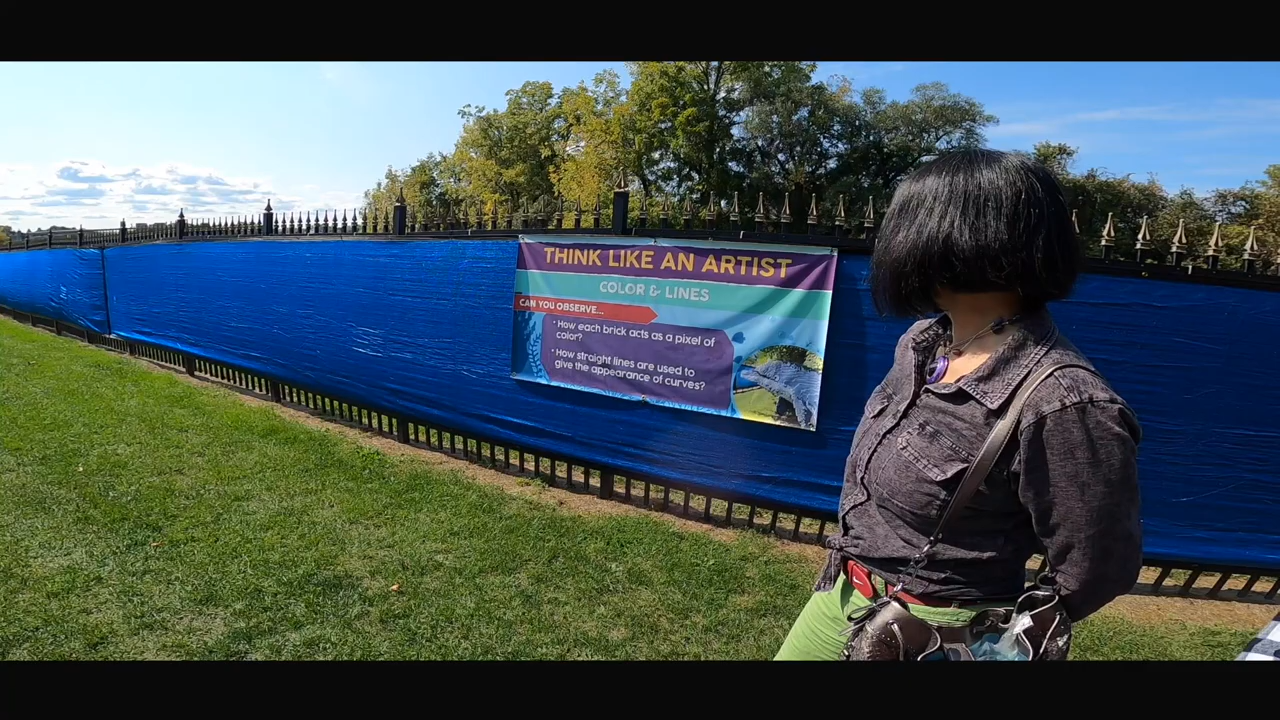 THINK LIKE AN ARTIST
COLOR & LINES
CAN YOU OBSERVE...
• How each brick acts as a pixel of
color?
• How straight lines are used to
give the appearance of curves?